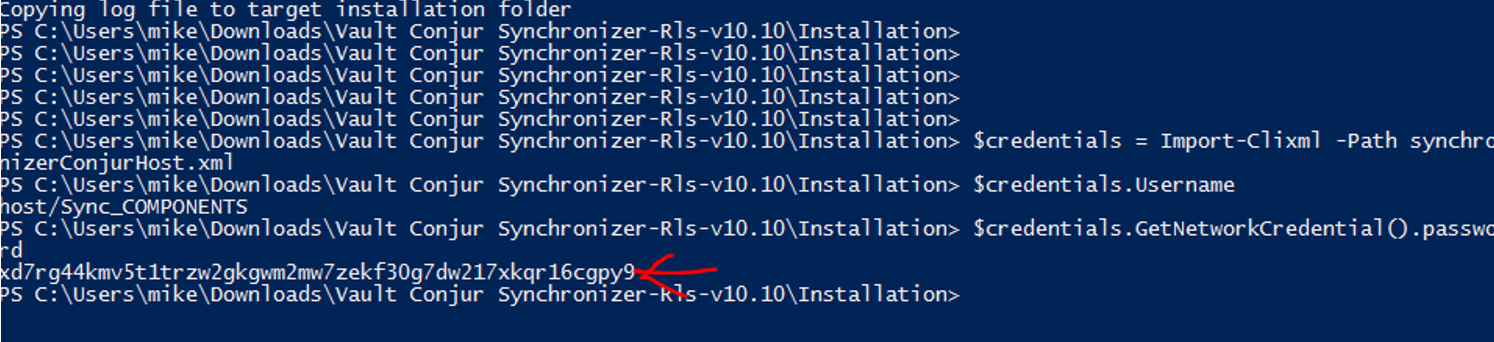 Copying log file to target installation folder
PS C:\Users\mike\Downloads\Vault Conjur Synchronizer-Rls-v10.10\Installation>
PS C:\Users\mike\Downloads\Vault Conjur Synchronizer-Rls-v10.10\Installation>
PS C:\Users\mike\Downloads\Vault Conjur Synchronizer-Rls-v10.10\Installation>
PS C:\Users\mike\Downloads\Vault Conjur Synchronizer-Rls-v10.10\Installation>
PS C:\Users\mike\Downloads\Vault Conjur Synchronizer-Rls-v10.10\Installation>
PS C:\Users\mike\Downloads\Vault Conjur Synchronizer-Rls-v10.10\Installation> $credentials = Import-Clixml -Path synchro
nizerConjurHost.xml
PS C:\Users\mike\Downloads\Vault Conjur Synchronizer-Rls-v10.10\Installation> $credentials.Username
host/Sync_COMPONENTS
PS C:\Users\mike\Downloads\Vault Conjur Synchronizer-Rls-v10.10\Installation> $credentials.GetNetworkCredential().passwo
rd
xd7rg44kmv5t1trzw2gkgwm2mw7zekf30g7dw217xkqr16cgpy9
PS C:\Users\mike\Downloads\Vault Conjur Synchronizer-Rls-v10.10\Installation>